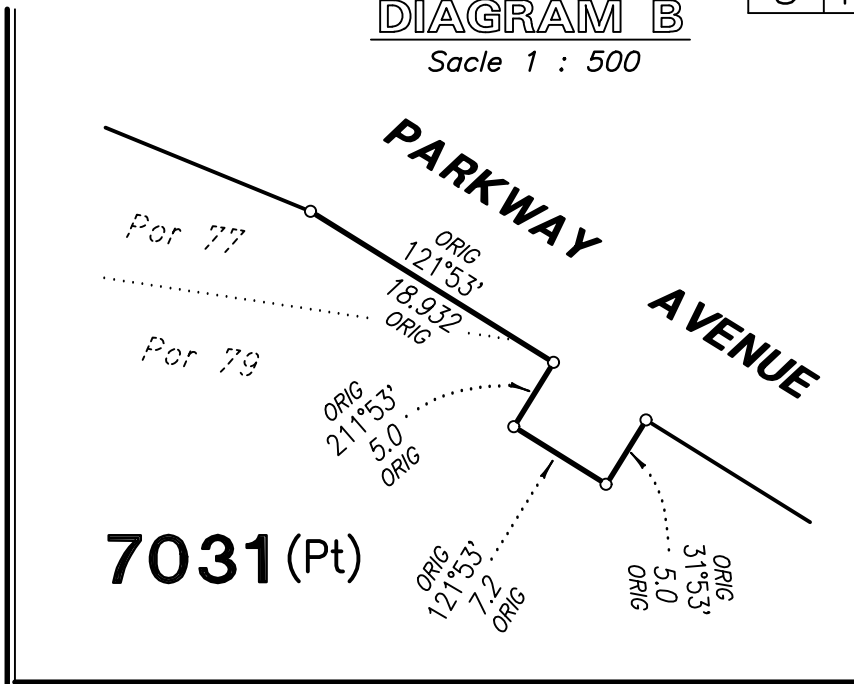 DIAGRAM B
Sacle 1 : 500
PARKWAY AVENUE
Por 77
ORIG
121°53'
18.932
ORIG
Por 79
ORIG
211°53'
5.0
ORIG
7031 (Pt)
ORIG
121°53'
7.2
ORIG
ORIG
31°53'
5.0
ORIG